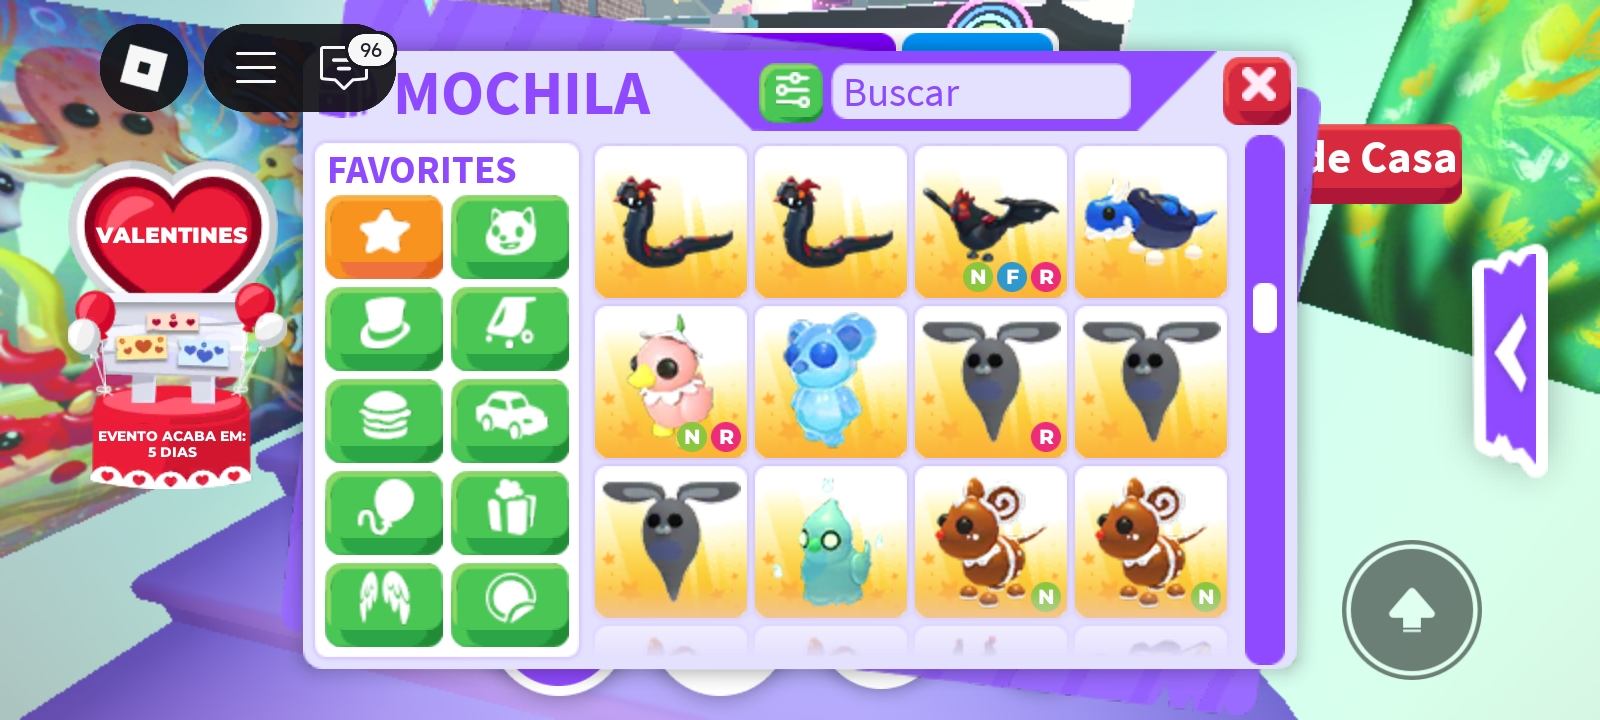 96
MOCHILA
Buscar
de Casa
FAVORITES
VALENTINES
N F R
N R
R
EVENTO ACABA EM:
5 DIAS
N
N